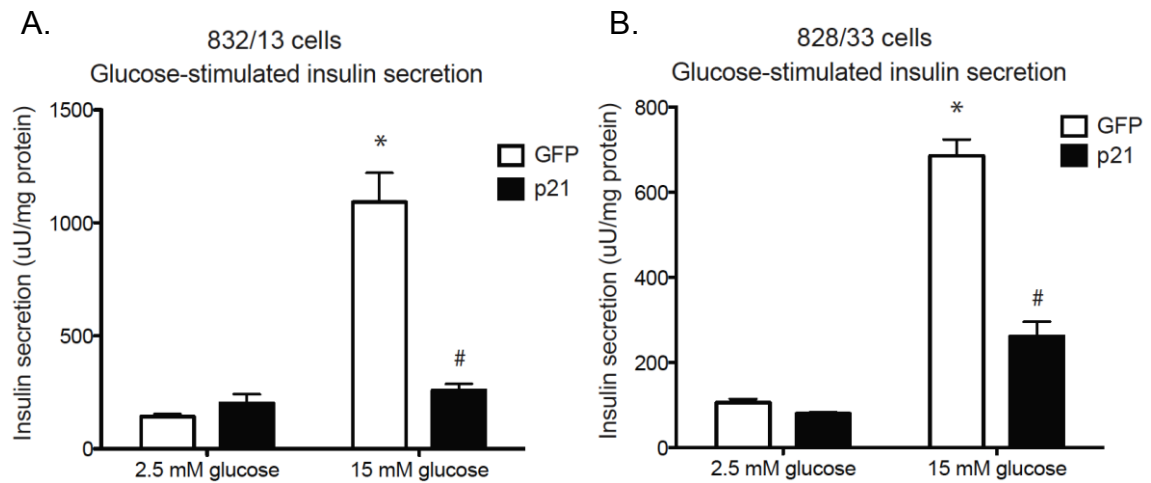 A.
832/13 cells
Glucose-stimulated insulin secretion
Insulin secretion (uU/mg protein)
1500
1000
500
0
*
#
GFP
p21
2.5 mM glucose
15 mM glucose
B.
828/33 cells
Glucose-stimulated insulin secretion
Insulin secretion (uU/mg protein)
800
600
400
200
0
*
#
GFP
p21
2.5 mM glucose
15 mM glucose